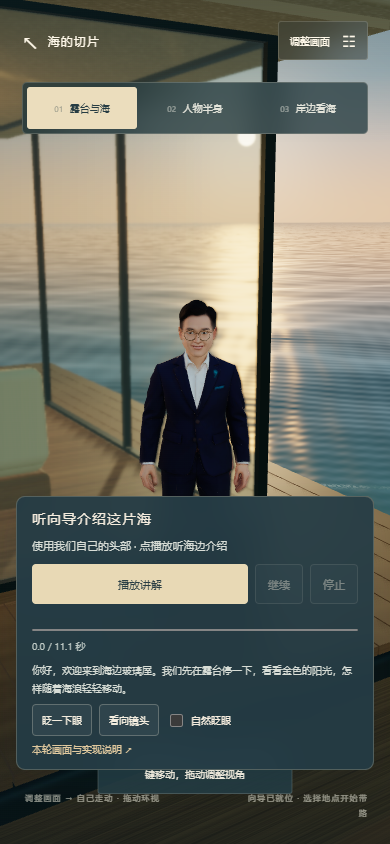 ↖ 海的切片
调整画面 ☷
01 露台与海
02 人物半身
03 岸边看海
听向导介绍这片海
使用我们自己的头部 · 点播放听海边介绍
播放讲解
继续
停止
0.0 / 11.1 秒
你好，欢迎来到海边玻璃屋。我们先在露台停一下，看看金色的阳光，怎
样随着海浪轻轻移动。
眨一下眼
看向镜头
自然眨眼
本轮画面与实现说明 ↗
键移动，拖动调整视角
调整画面 → 自己走动 · 拖动环视
向导已就位 · 选择地点开始带
路